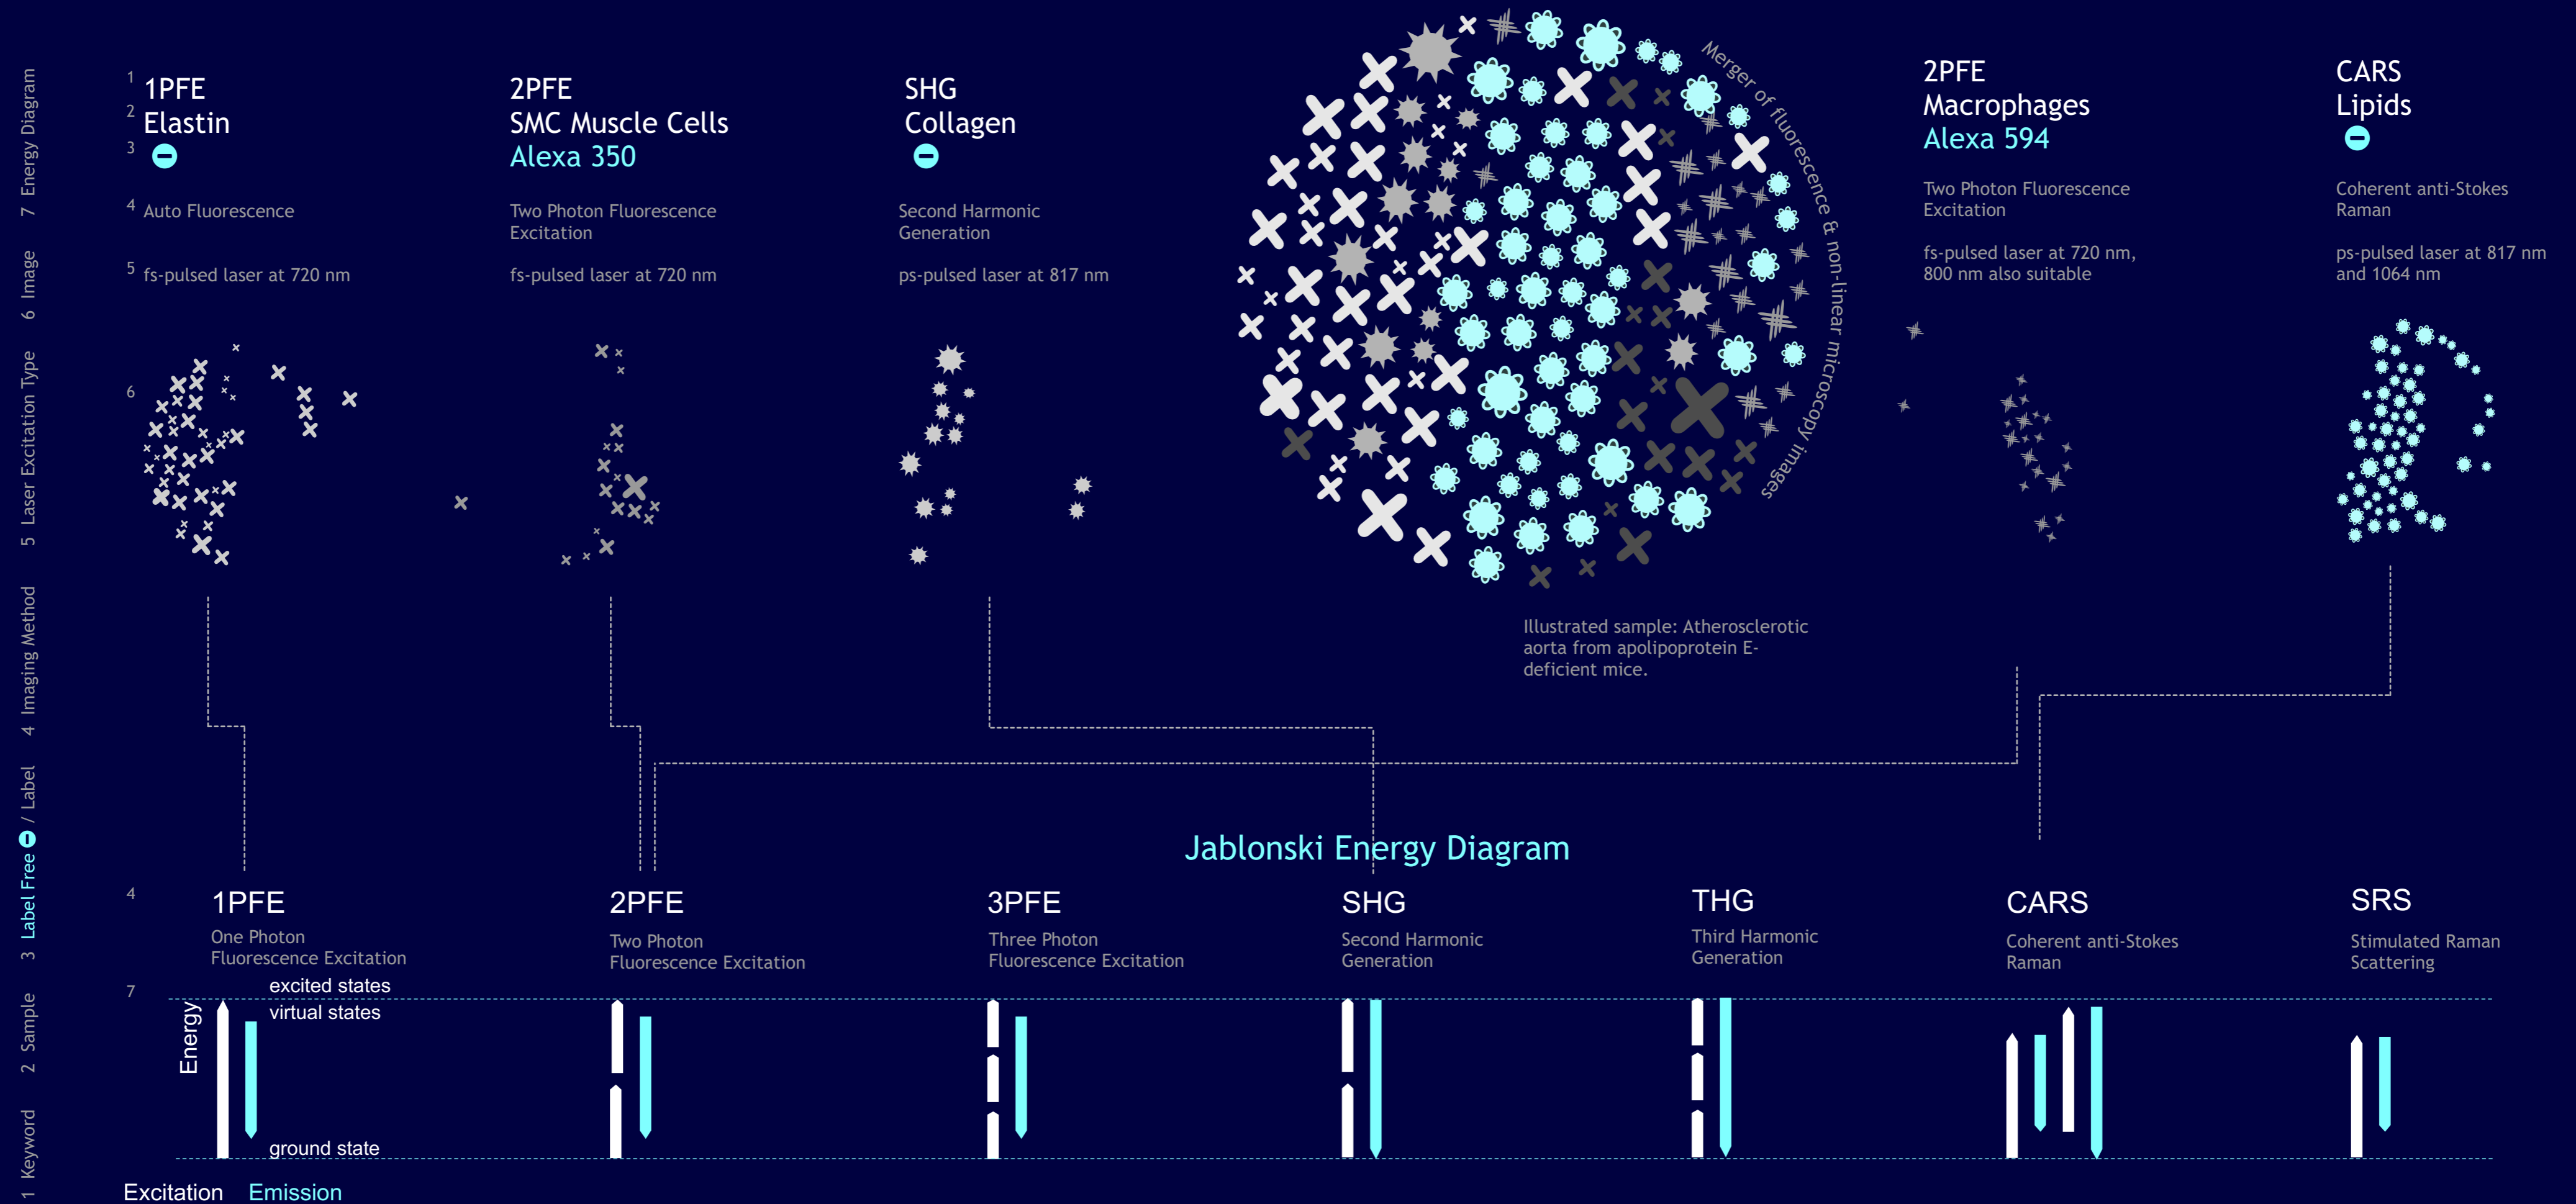 1 Keyword
2 Sample
3 Label Free / Label
4 Imaging Method
5 Laser Excitation Type
6 Image
7 Energy Diagram
1
2
3
4
5
6
1PFE
Elastin
Auto Fluorescence
fs-pulsed laser at 720 nm
2PFE
SMC Muscle Cells
Alexa 350
Two Photon Fluorescence
Excitation
fs-pulsed laser at 720 nm
SHG
Collagen
Second Harmonic
Generation
ps-pulsed laser at 817 nm
Merger of fluorescence & non-linear microscopy images
Illustrated sample: Atherosclerotic
aorta from apolipoprotein E-
deficient mice.
2PFE
Macrophages
Alexa 594
Two Photon Fluorescence
Excitation
fs-pulsed laser at 720 nm,
800 nm also suitable
CARS
Lipids
Coherent anti-Stokes
Raman
ps-pulsed laser at 817 nm
and 1064 nm
Jablonski Energy Diagram
4
1PFE
One Photon
Fluorescence Excitation
2PFE
Two Photon
Fluorescence Excitation
3PFE
Three Photon
Fluorescence Excitation
SHG
Second Harmonic
Generation
THG
Third Harmonic
Generation
CARS
Coherent anti-Stokes
Raman
SRS
Stimulated Raman
Scattering
7
Energy
excited states
virtual states
ground state
Excitation Emission